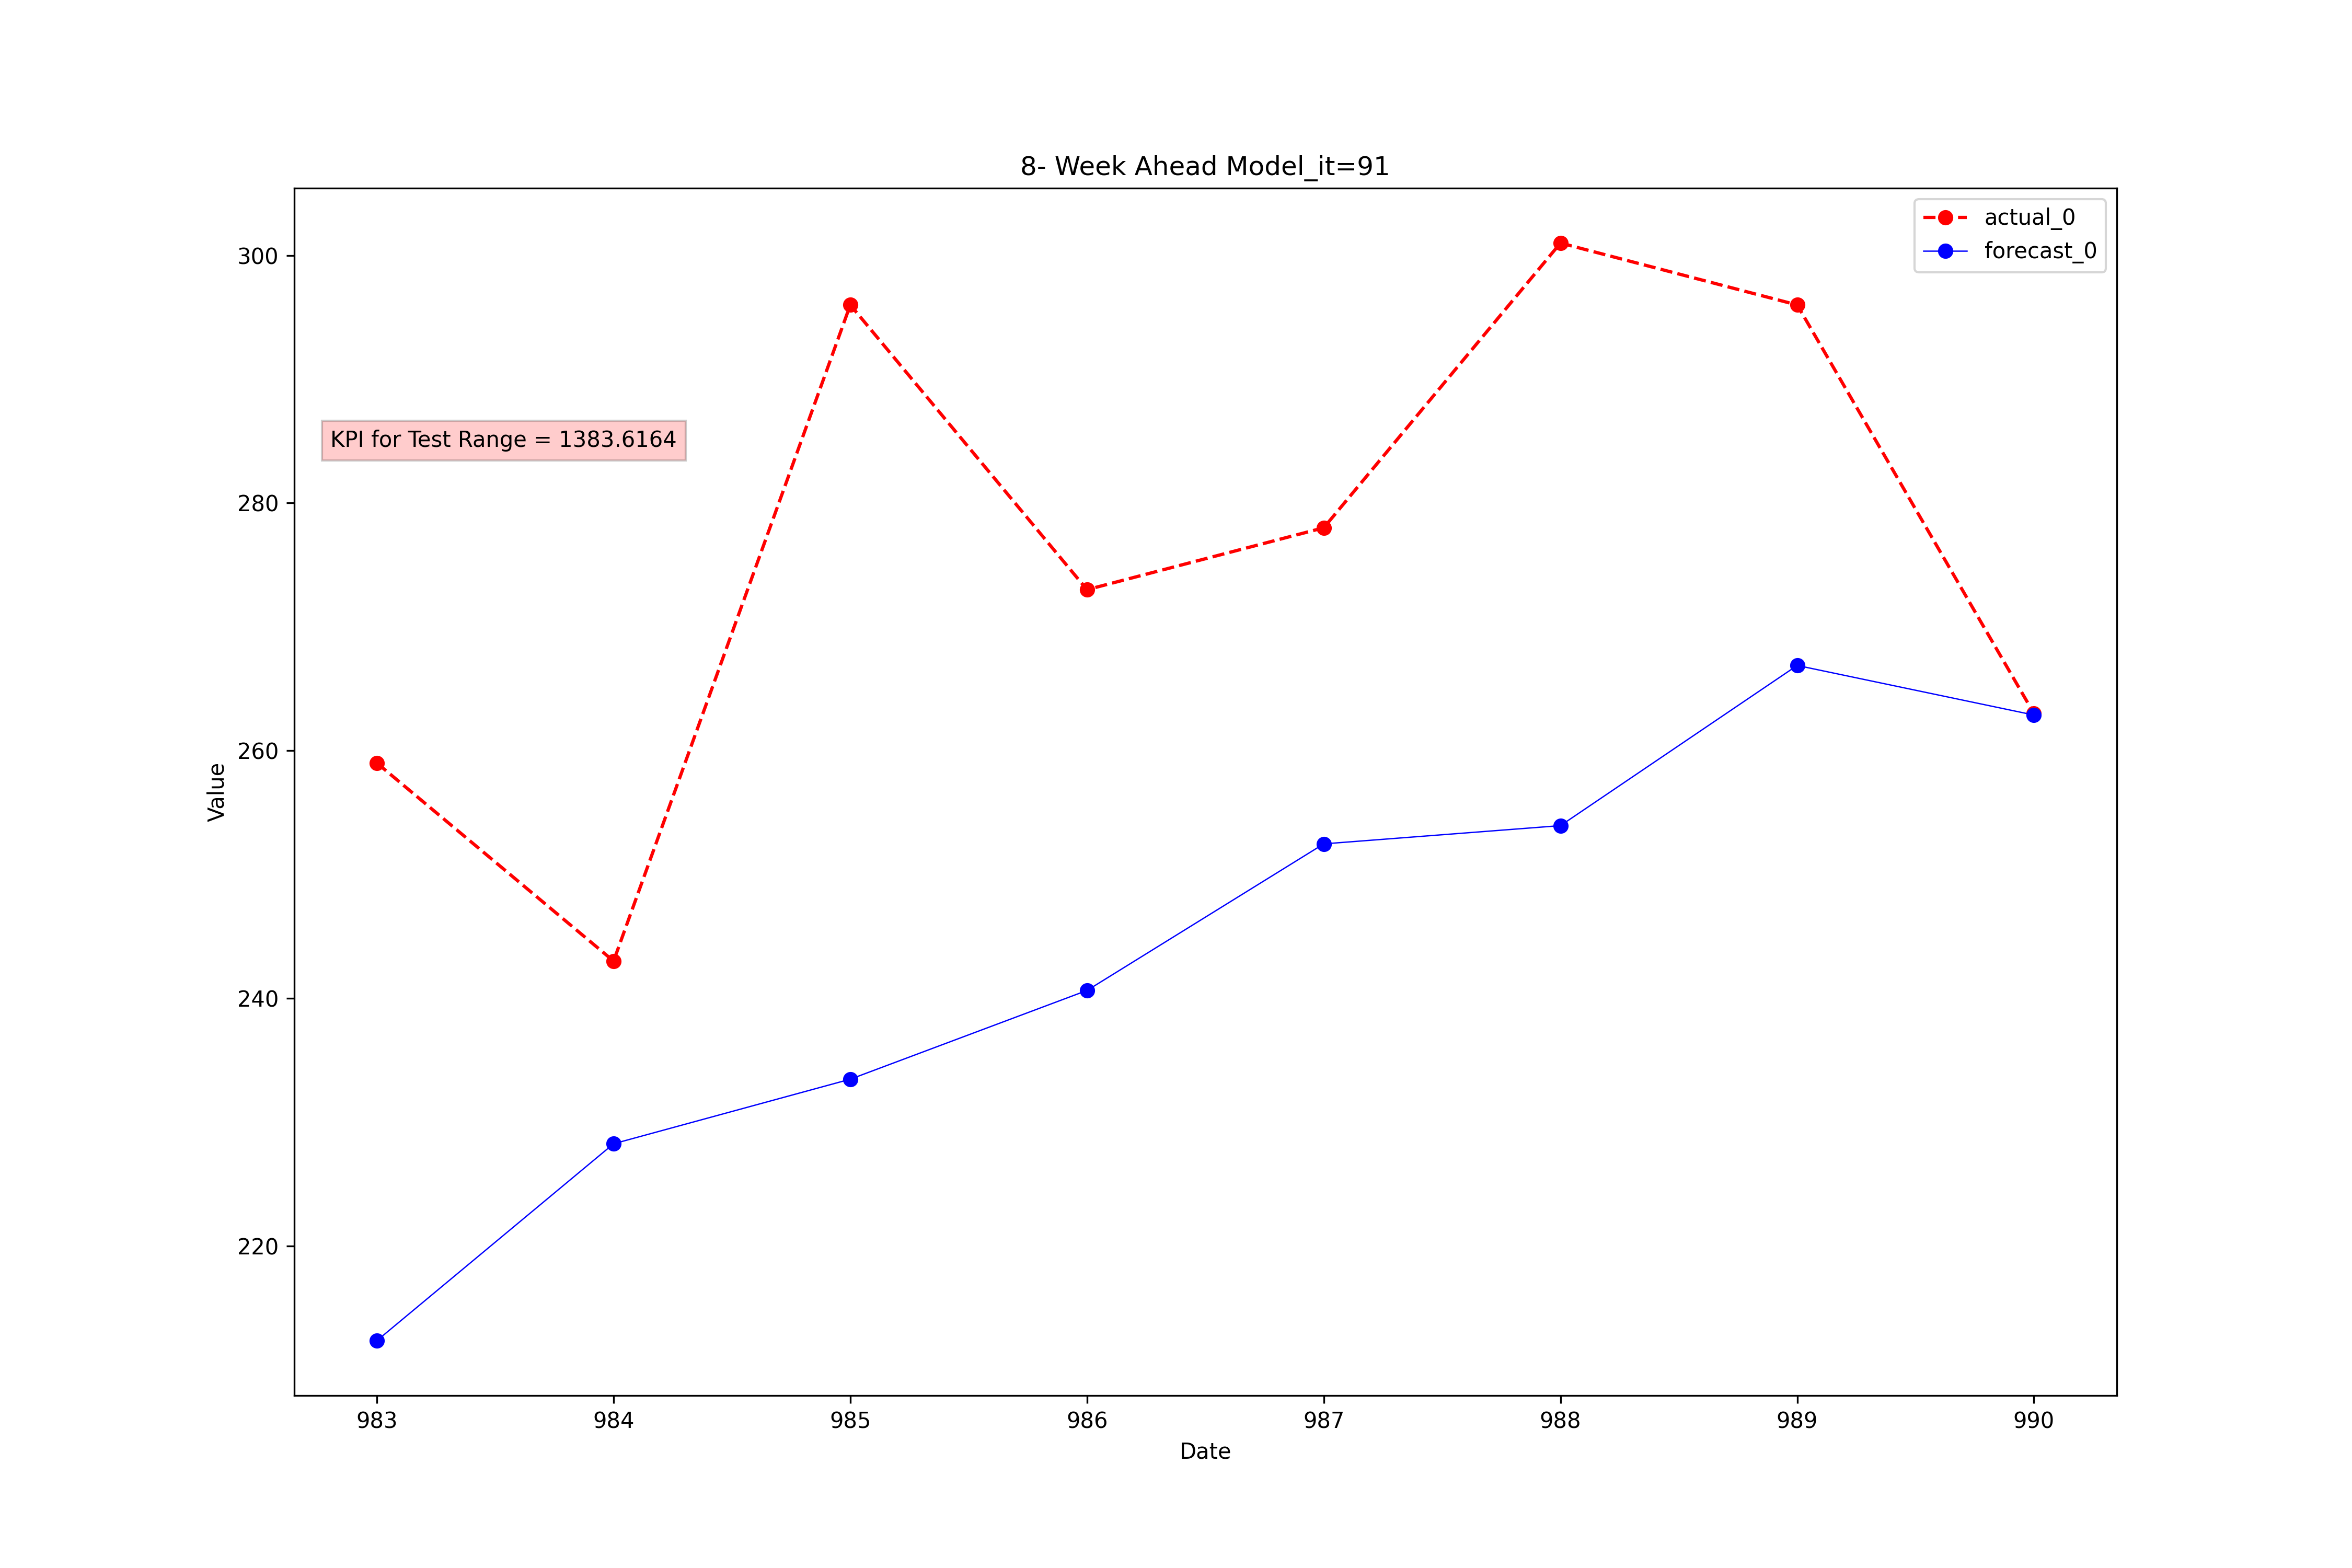 8- Week Ahead Model_it=91
actual_0
forecast_0
KPI for Test Range = 1383.6164
Value
300
280
260
240
220
983 984 985 986 987 988 989 990
Date